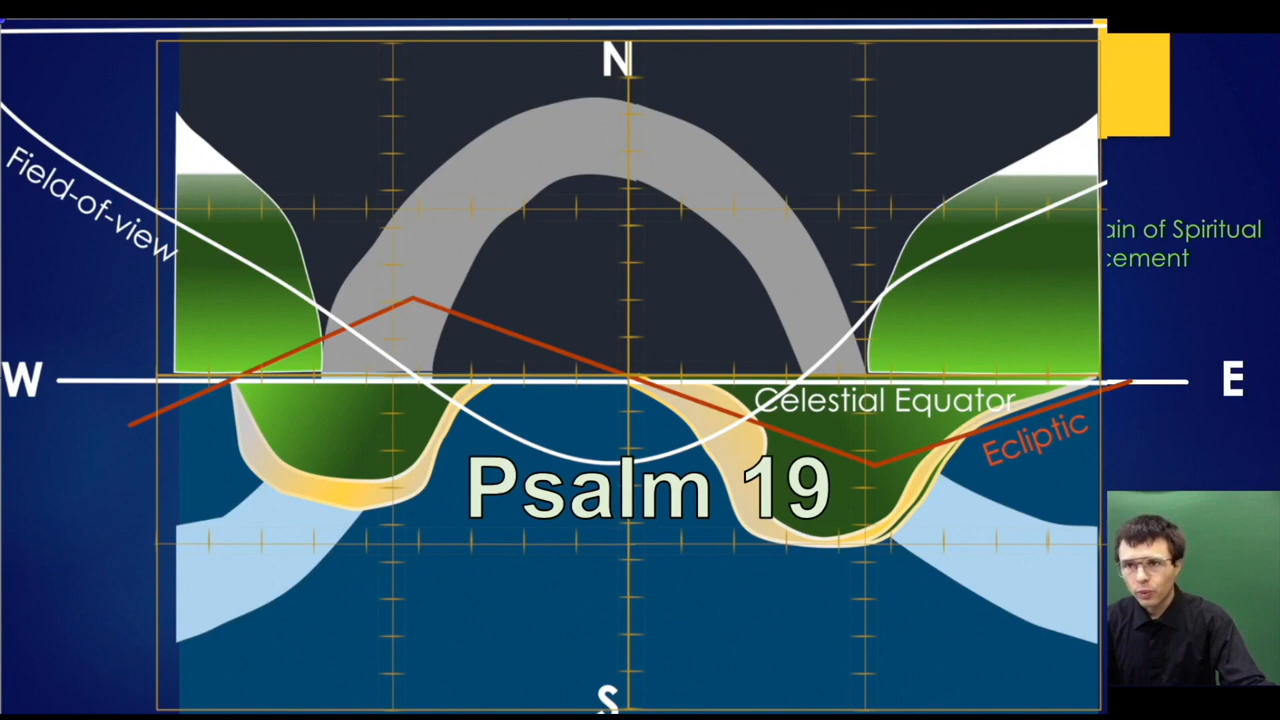 N
Field-of-view
ain of Spiritual
cement
W
E
Celestial Equator
Ecliptic
Psalm 19
S